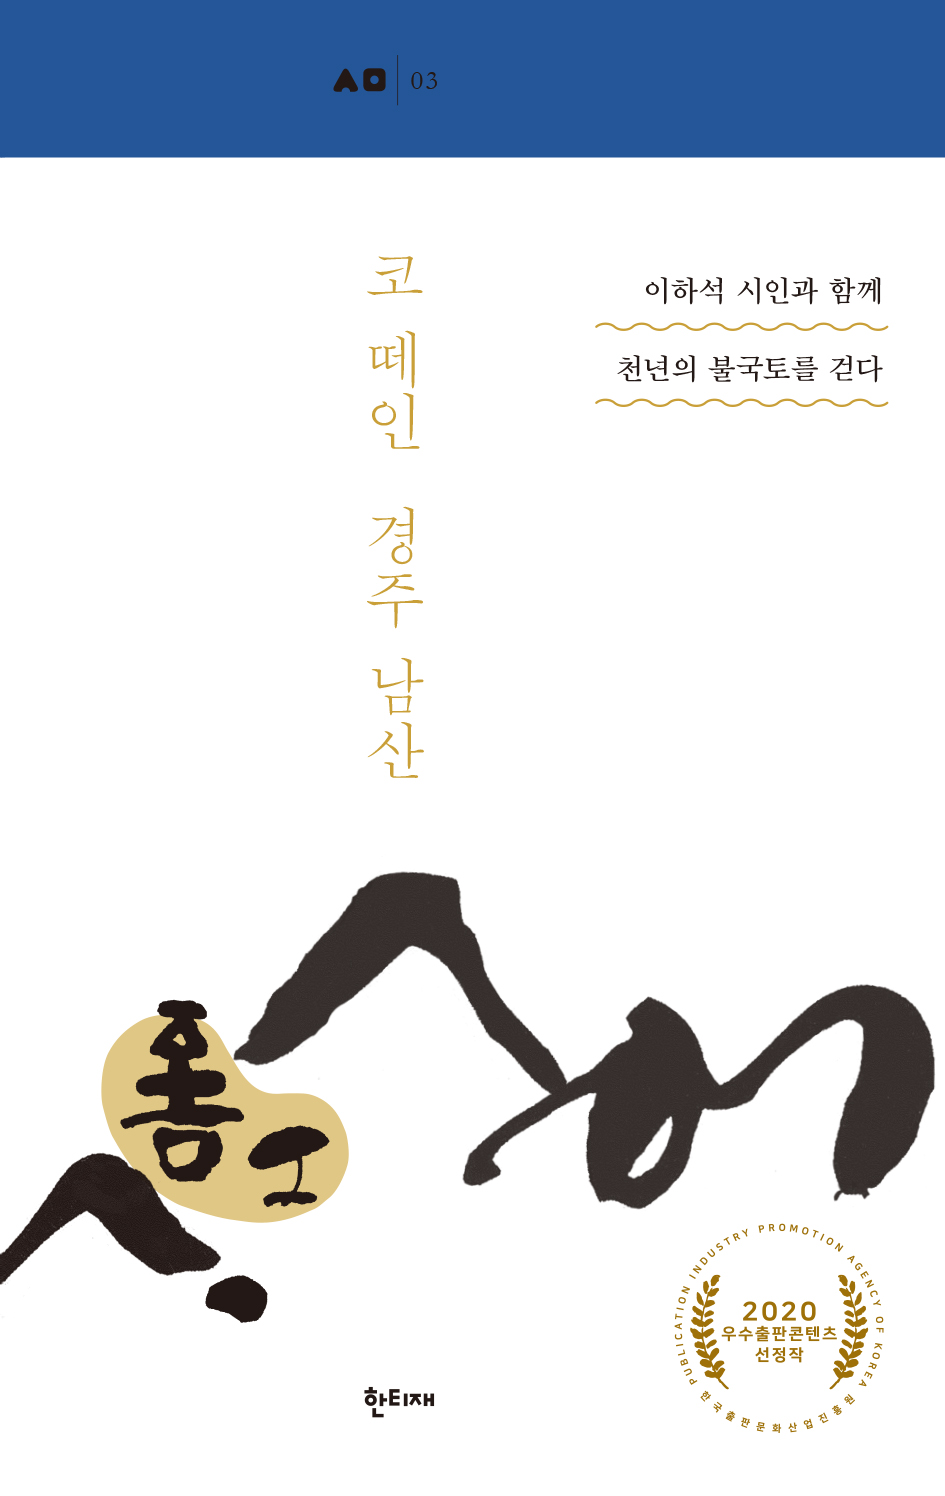 ㅅㅁ 03
이하석 시인과 함께
천년의 불국토를 걷다
코 떼인 경주 남산
홈
PUBLICATION INDUSTRY PROMOTION AGENCY OF KOREA
2020
우수출판콘텐츠
선정작
한국출판문화산업진흥원
한티재